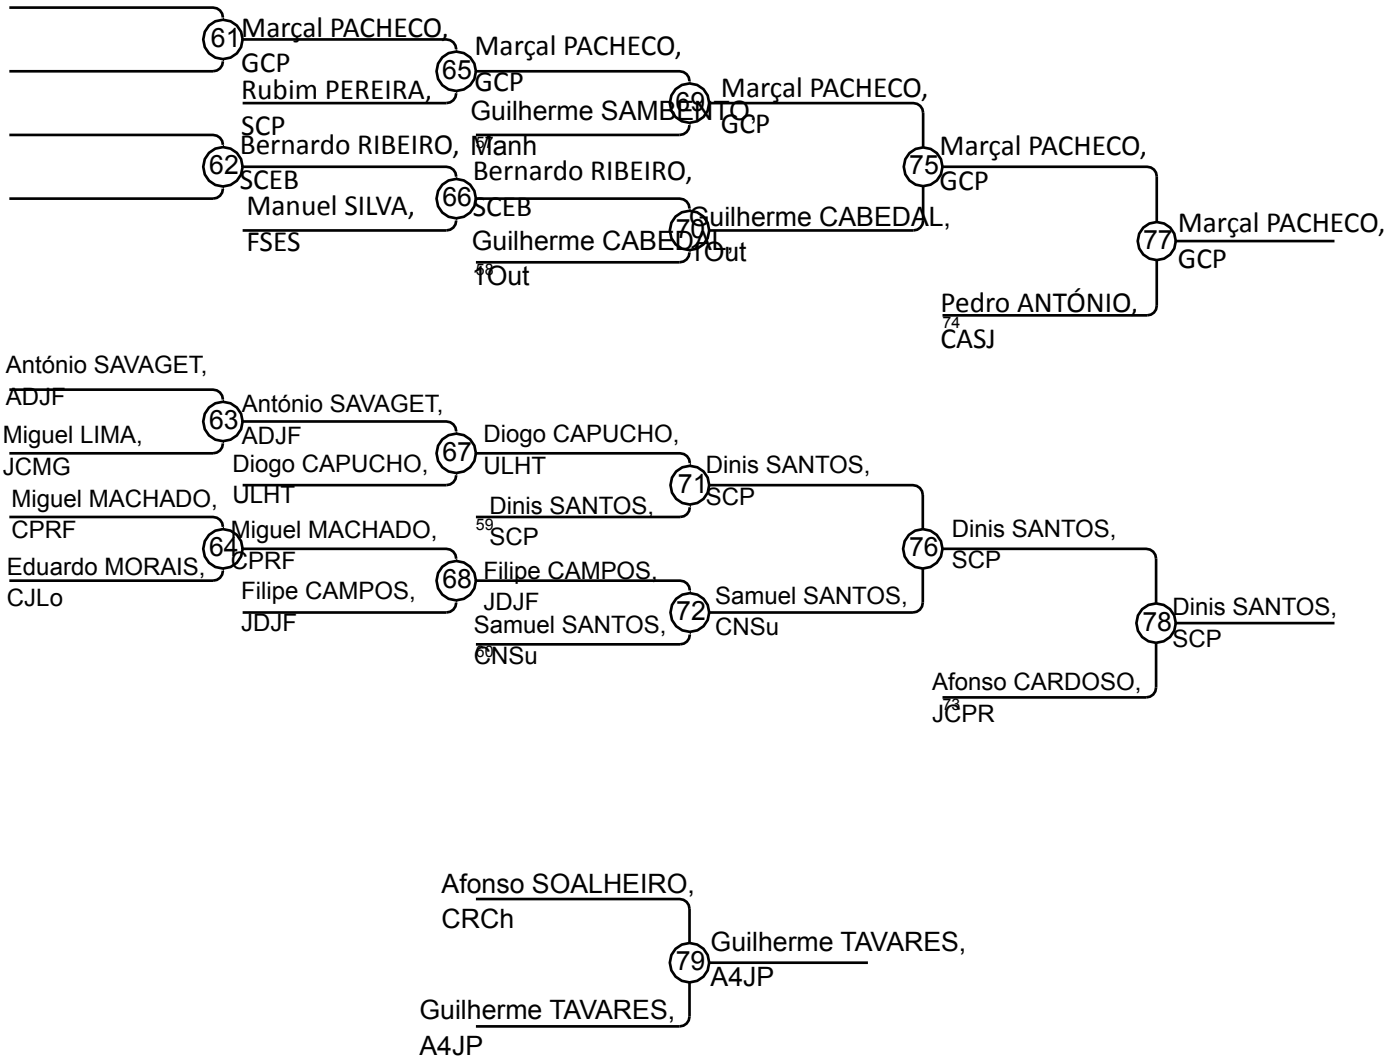 61
Marçal PACHECO,
GCP
Rubim PEREIRA,
SCP
65
Marçal PACHECO,
GCP
Guilherme SAMBENTO,
57
Manh
69
Marçal PACHECO,
GCP
62
Bernardo RIBEIRO,
SCEB
Manuel SILVA,
FSES
66
Bernardo RIBEIRO,
SCEB
Guilherme CABEDAL,
58
TOut
70
Guilherme CABEDAL,
TOut
75
Marçal PACHECO,
GCP
77
Marçal PACHECO,
GCP
Pedro ANTÓNIO,
74
CASJ
António SAVAGET,
ADJF
Miguel LIMA,
JCMG
63
António SAVAGET,
ADJF
Diogo CAPUCHO,
ULHT
67
Diogo CAPUCHO,
ULHT
Dinis SANTOS,
59
SCP
71
Dinis SANTOS,
SCP
Miguel MACHADO,
CPRF
Eduardo MORAIS,
CJLo
64
Miguel MACHADO,
CPRF
Filipe CAMPOS,
JDJF
68
Filipe CAMPOS,
JDJF
Samuel SANTOS,
60
CNSu
72
Samuel SANTOS,
CNSu
76
Dinis SANTOS,
SCP
78
Dinis SANTOS,
SCP
Afonso CARDOSO,
73
JCPR
Afonso SOALHEIRO,
CRCh
79
Guilherme TAVARES,
A4JP
Guilherme TAVARES,
A4JP